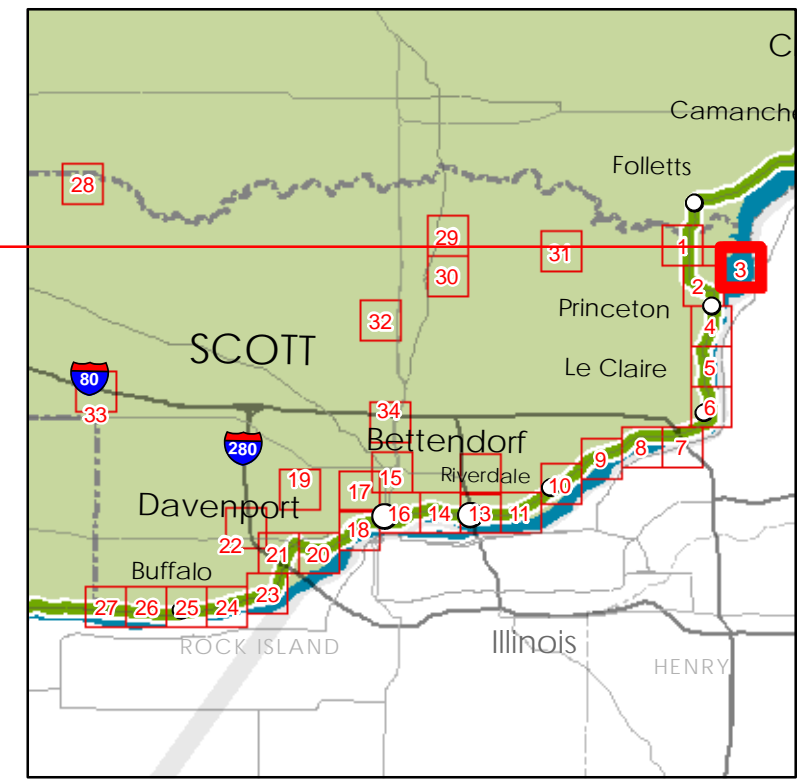 C
Camanch
Folletts
28
29
1
31
3
30
2
Princeton
32
4
SCOTT
Le Claire
5
80
33
34
6
Bettendorf
280
8
7
9
15
Riverdale
19
17
10
Davenport
16
14
13
11
22
18
21
20
Buffalo
23
27
26
25
24
ROCK ISLAND
Illinois
HENRY